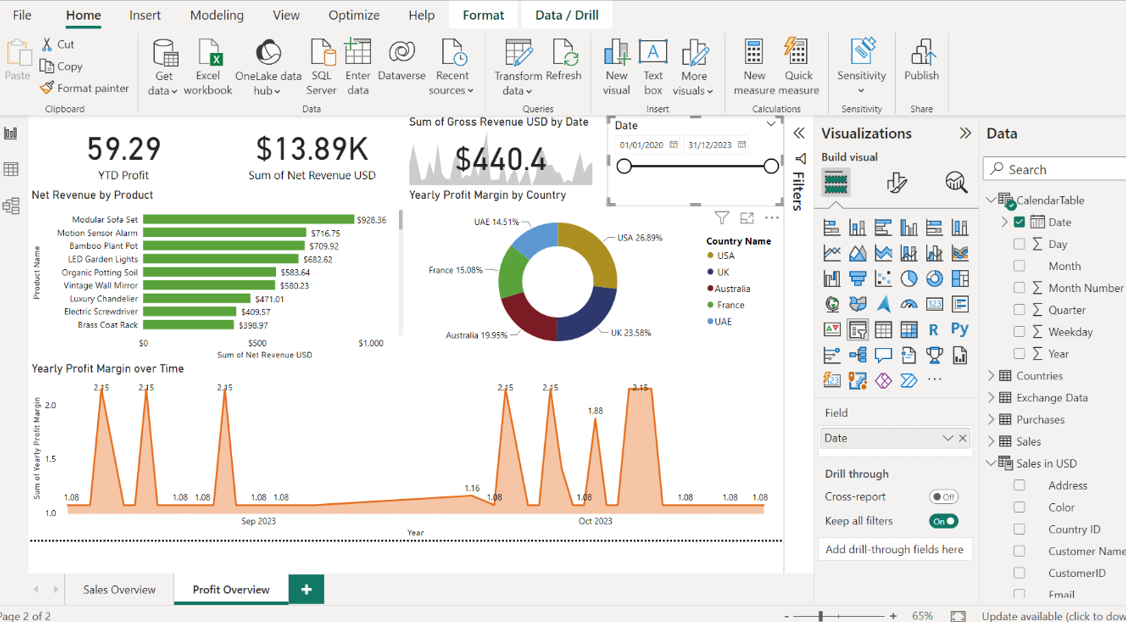 File Home Insert Modeling View Optimize Help Format Data / Drill
Paste
Cut
Copy
Format painter
Clipboard
Get data
Excel workbook
OneLake data hub
SQL Server
Enter data
Dataverse
Recent sources
Data
Transform data
Refresh
Queries
New visual
Text box
More visuals
Insert
New measure
Quick measure
Calculations
Sensitivity
Sensitivity
Publish
Share
59.29
YTD Profit
$13.89K
Sum of Net Revenue USD
Sum of Gross Revenue USD by Date
$440.4
Date
01/01/2020
31/12/2023
Net Revenue by Product
Product Name
Modular Sofa Set $928.36
Motion Sensor Alarm $716.75
Bamboo Plant Pot $709.92
LED Garden Lights $682.62
Organic Potting Soil $583.64
Vintage Wall Mirror $580.23
Luxury Chandelier $471.01
Electric Screwdriver $409.57
Brass Coat Rack $398.97
$0 $500 $1.000
Sum of Net Revenue USD
Yearly Profit Margin by Country
UAE 14.51%
USA 26.89%
France 15.08%
Australia 19.95%
UK 23.58%
Country Name
USA
UK
Australia
France
UAE
Yearly Profit Margin over Time
Sum of Yearly Profit Margin
2.0
1.5
1.0
2.15 2.15 2.15 2.15 2.15 1.88 2.15
1.08 1.08 1.08 1.08 1.08 1.16 1.08 1.08 1.08 1.08 1.08
Sep 2023 Oct 2023
Year
Sales Overview
Profit Overview
+
Page 2 of 2
- + 65%
Update available (click to dow
Filters
Visualizations
Build visual
123
R
Py
123
...
Field
Date
Drill through
Cross-report
Off
Keep all filters
On
Add drill-through fields here
Data
Search
CalendarTable
Date
Day
Month
Month Number
Quarter
Weekday
Year
Countries
Exchange Data
Purchases
Sales
Sales in USD
Address
Color
Country ID
Customer Name
CustomerID
Email